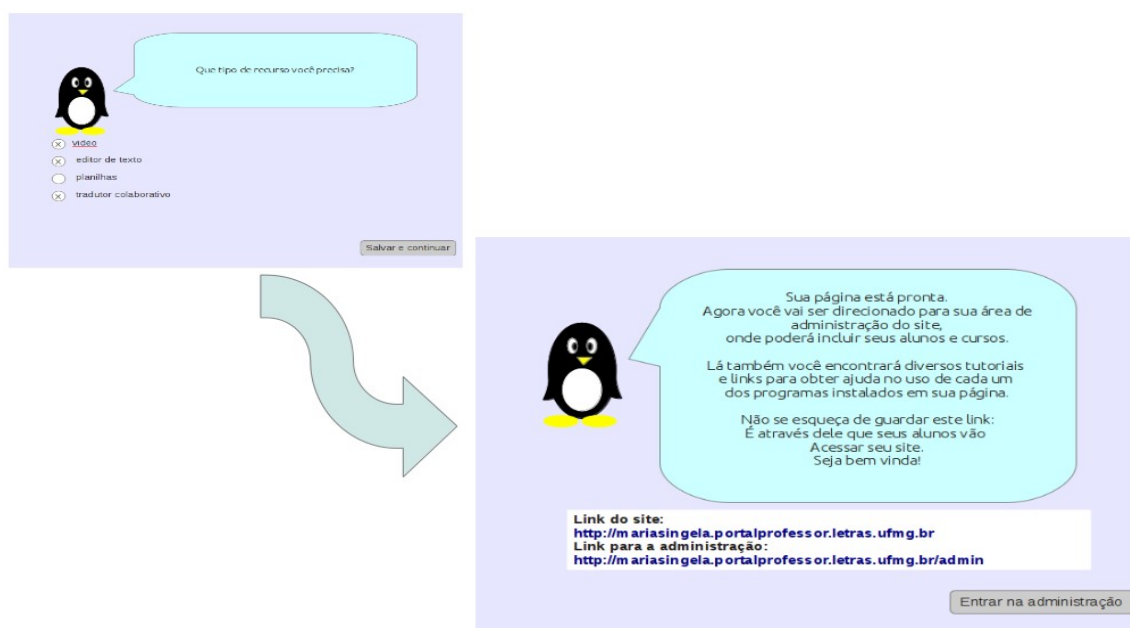 Que tipo de recurso você precisa?
video
editor de texto
planilhas
tradutor colaborativo
Salvar e continuar
Sua página está pronta.
Agora você vai ser direcionado para sua área de
administração do site,
onde poderá incluir seus alunos e cursos.
Lá também você encontrará diversos tutoriais
e links para obter ajuda no uso de cada um
dos programas instalados em sua página.
Não se esqueça de guardar este link:
É através dele que seus alunos vão
Acessar seu site.
Seja bem vinda!
Link do site:
http://mariasingela.portalprofessor.letras.ufmg.br
Link para a administração:
http://mariasingela.portalprofessor.letras.ufmg.br/admin
Entrar na administração